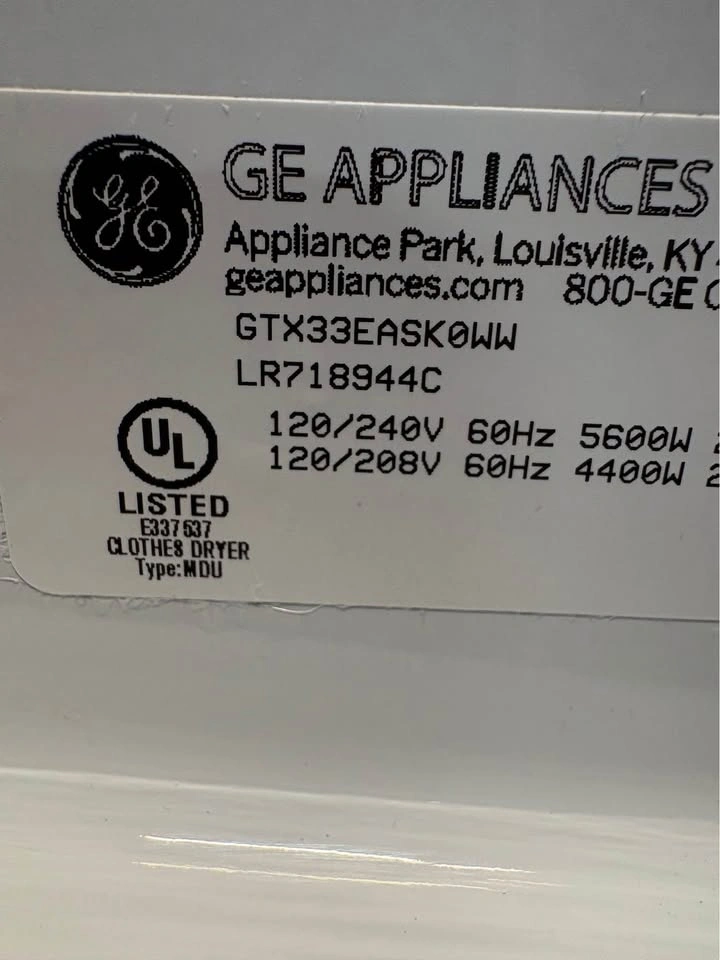 GE
GE APPLIANCES
Appliance Park, Louisville, KY
geappliances.com 800-GE
GTX33EASK0WW
LR718944C
120/240V 60Hz 5600W
120/208V 60Hz 4400W
UL
LISTED
E337637
CLOTHES DRYER
Type:MDU